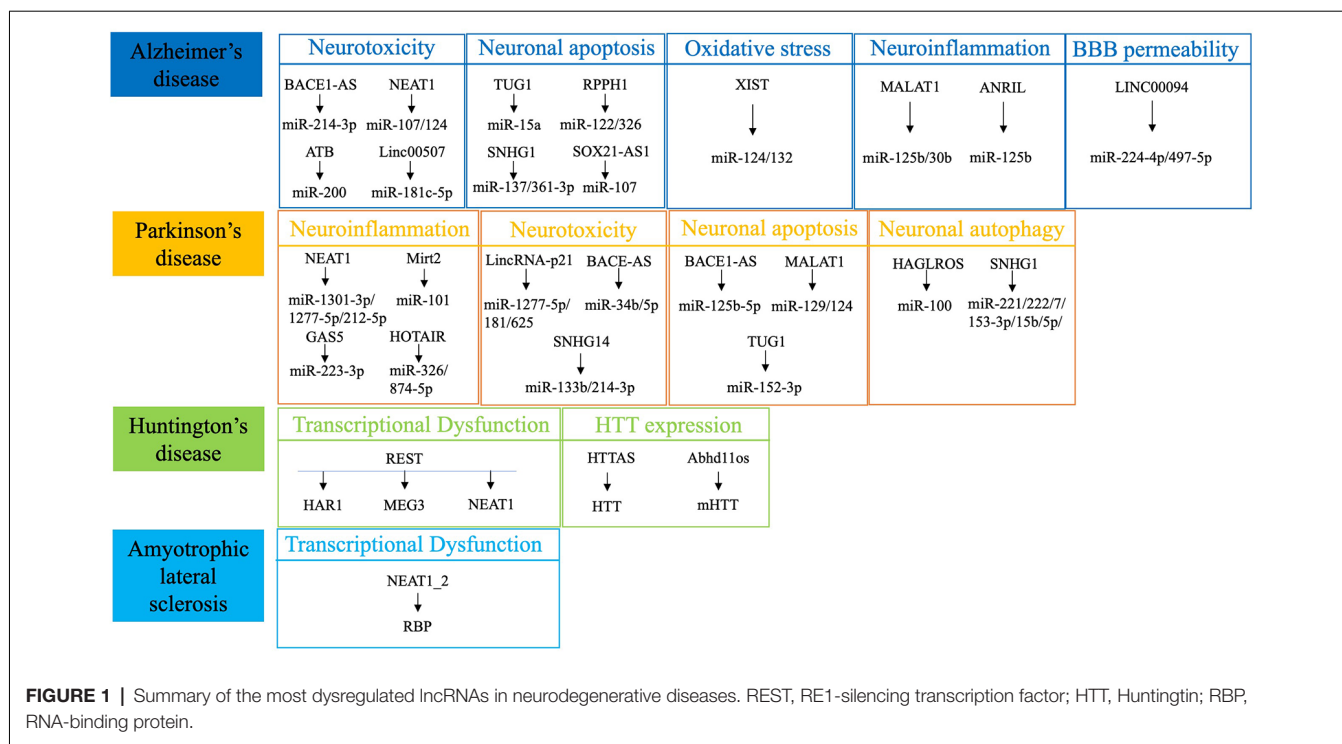 Alzheimer's
disease
Neurotoxicity
BACE1-AS
miR-214-3p
NEAT1
miR-107/124
ATB
miR-200
Linc00507
miR-181c-5p
Neuronal apoptosis
TUG1
miR-15a
RPPH1
miR-122/326
SNHG1
miR-137/361-3p
SOX21-AS1
miR-107
Oxidative stress
XIST
miR-124/132
Neuroinflammation
MALAT1
miR-125b/30b
ANRIL
miR-125b
BBB permeability
LINC00094
miR-224-4p/497-5p
Parkinson's
disease
Neuroinflammation
NEAT1
miR-1301-3p/
1277-5p/212-5p
Mirt2
miR-101
GAS5
miR-223-3p
HOTAIR
miR-326/
874-5p
Neurotoxicity
LincRNA-p21
miR-1277-5p/
181/625
BACE-AS
miR-34b/5p
SNHG14
miR-133b/214-3p
Neuronal apoptosis
BACE1-AS
miR-125b-5p
MALAT1
miR-129/124
TUG1
miR-152-3p
Neuronal autophagy
HAGLROS
miR-100
SNHG1
miR-221/222/7/
153-3p/15b/5p/
Huntington's
disease
Transcriptional Dysfunction
REST
HAR1
MEG3
NEAT1
HTT expression
HTTAS
HTT
Abhd11os
mHTT
Amyotrophic
lateral
sclerosis
Transcriptional Dysfunction
NEAT1_2
RBP
FIGURE 1 | Summary of the most dysregulated lncRNAs in neurodegenerative diseases. REST, RE1-silencing transcription factor; HTT, Huntingtin; RBP,
RNA-binding protein.